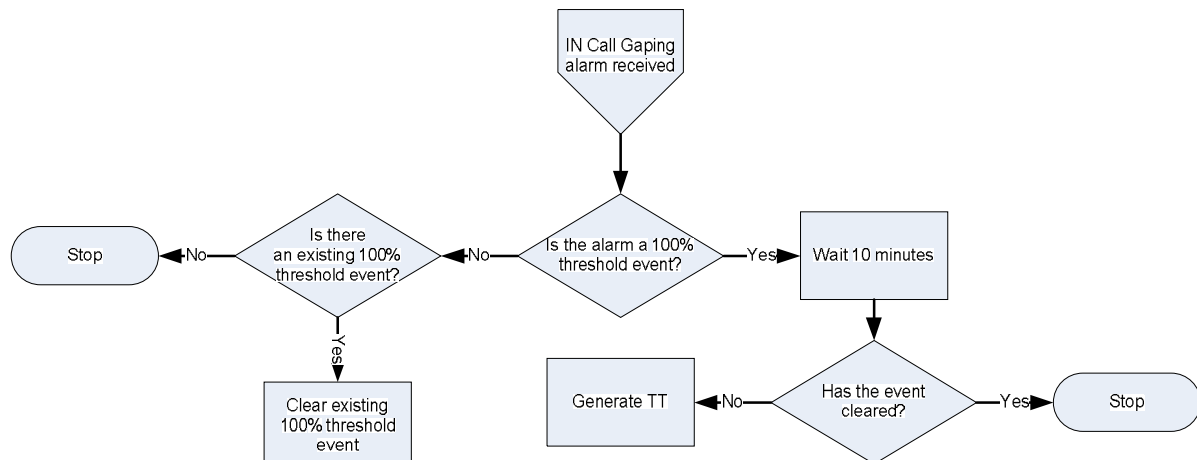 IN Call Gaping
alarm received
Stop
No
Is there
an existing 100%
threshold event?
No
Is the alarm a 100%
threshold event?
Yes
Wait 10 minutes
Yes
Clear existing
100% threshold
event
Generate TT
No
Has the event
cleared?
Yes
Stop